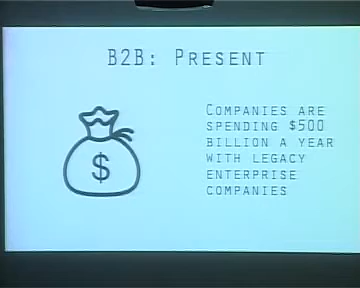 B2B: PRESENT
COMPANIES ARE
SPENDING $500
BILLION A YEAR
WITH LEGACY
ENTERPRISE
COMPANIES
$